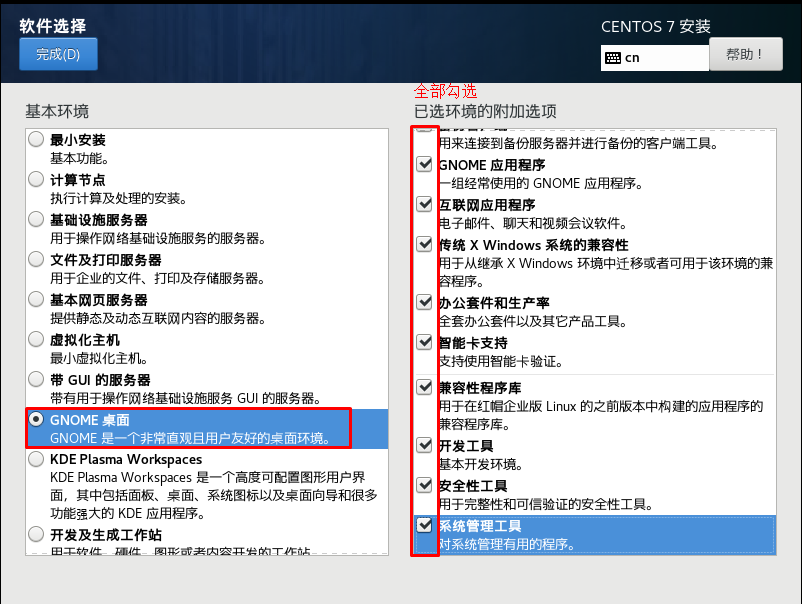 软件选择
CENTOS 7 安装
完成(D)
cn
帮助！
全部勾选
基本环境
已选环境的附加选项
最小安装
基本功能。
计算节点
执行计算及处理的安装。
基础设施服务器
用于操作网络基础设施服务的服务器。
文件及打印服务器
用于企业的文件、打印及存储服务器。
基本网页服务器
提供静态及动态互联网内容的服务器。
虚拟化主机
最小虚拟化主机。
带 GUI 的服务器
带有用于操作网络基础设施服务 GUI 的服务器。
GNOME 桌面
GNOME 是一个非常直观且用户友好的桌面环境。
KDE Plasma Workspaces
KDE Plasma Workspaces 是一个高度可配置图形用户界
面，其中包括面板、桌面、系统图标以及桌面向导和很多
功能强大的 KDE 应用程序。
开及生成工作站
用于软件、硬件、图形或者内容开发的工作站
用来连接到备份服务器并进行备份的客户端工具。
GNOME 应用程序
一组经常使用的 GNOME 应用程序。
互联网应用程序
电子邮件、聊天和视频会议软件。
传统 X Windows 系统的兼容性
用于从继承 X Windows 环境中迁移或者可用于该环境的兼
容程序。
办公套件和生产率
全套办公套件以及其它产品工具。
智能卡支持
支持使用智能卡验证。
兼容性程序库
用于在红帽企业版 Linux 的之前版本中构建的应用程序的
兼容程序库。
开发工具
基本开发环境。
安全性工具
用于完整性和可信验证的安全性工具。
系统管理工具
对系统管理有用的程序。